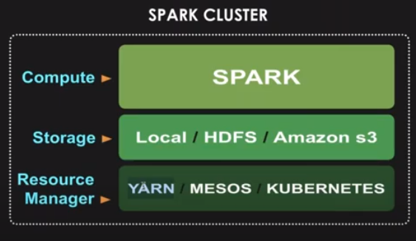 SPARK CLUSTER
Compute
SPARK
Storage
Local / HDFS / Amazon s3
Resource
Manager
YARN / MESOS / KUBERNETES